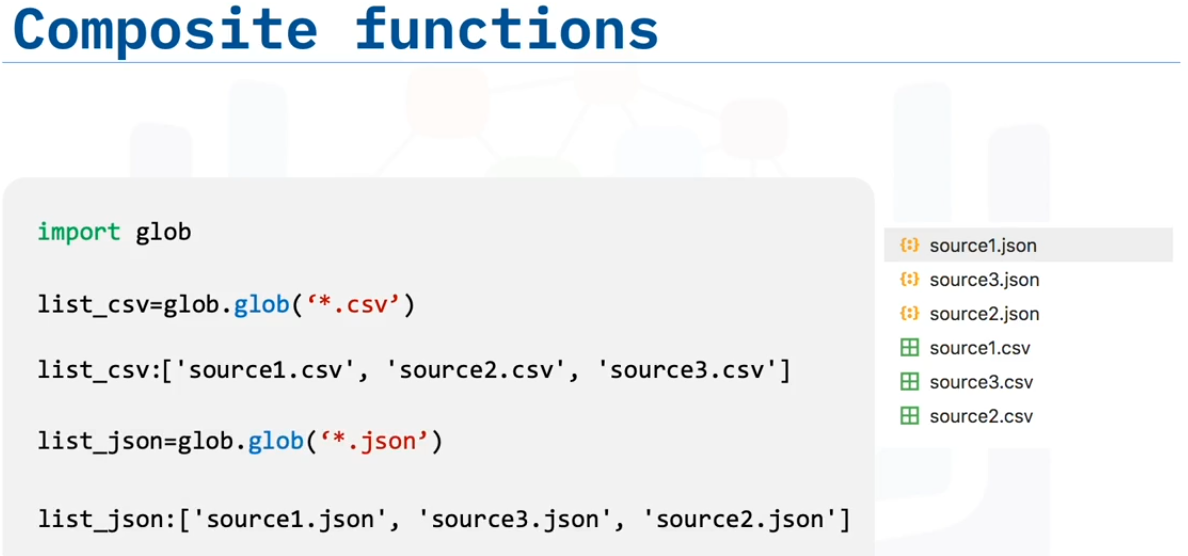 Composite functions
import glob
list_csv=glob.glob(‘*.csv’)
list_csv:['source1.csv', 'source2.csv', 'source3.csv']
list_json=glob.glob(‘*.json’)
list_json:['source1.json', 'source3.json', 'source2.json']
source1.json
source3.json
source2.json
source1.csv
source3.csv
source2.csv